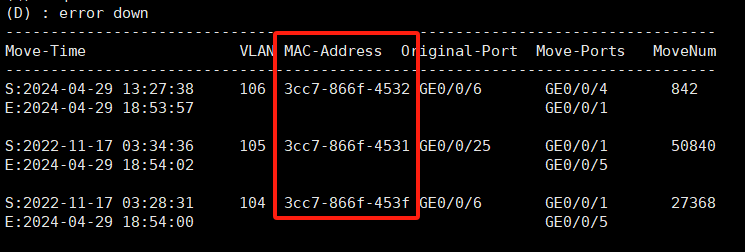 (D) : error down
-------------------------------------------------------------------------------
Move-Time VLAN MAC-Address Original-Port Move-Ports MoveNum
-------------------------------------------------------------------------------
S:2024-04-29 13:27:38 106 3cc7-866f-4532 GE0/0/6 GE0/0/4 842
E:2024-04-29 18:53:57 GE0/0/1
S:2022-11-17 03:34:36 105 3cc7-866f-4531 GE0/0/25 GE0/0/1 50840
E:2024-04-29 18:54:02 GE0/0/5
S:2022-11-17 03:28:31 104 3cc7-866f-453f GE0/0/6 GE0/0/1 27368
E:2024-04-29 18:54:00 GE0/0/5